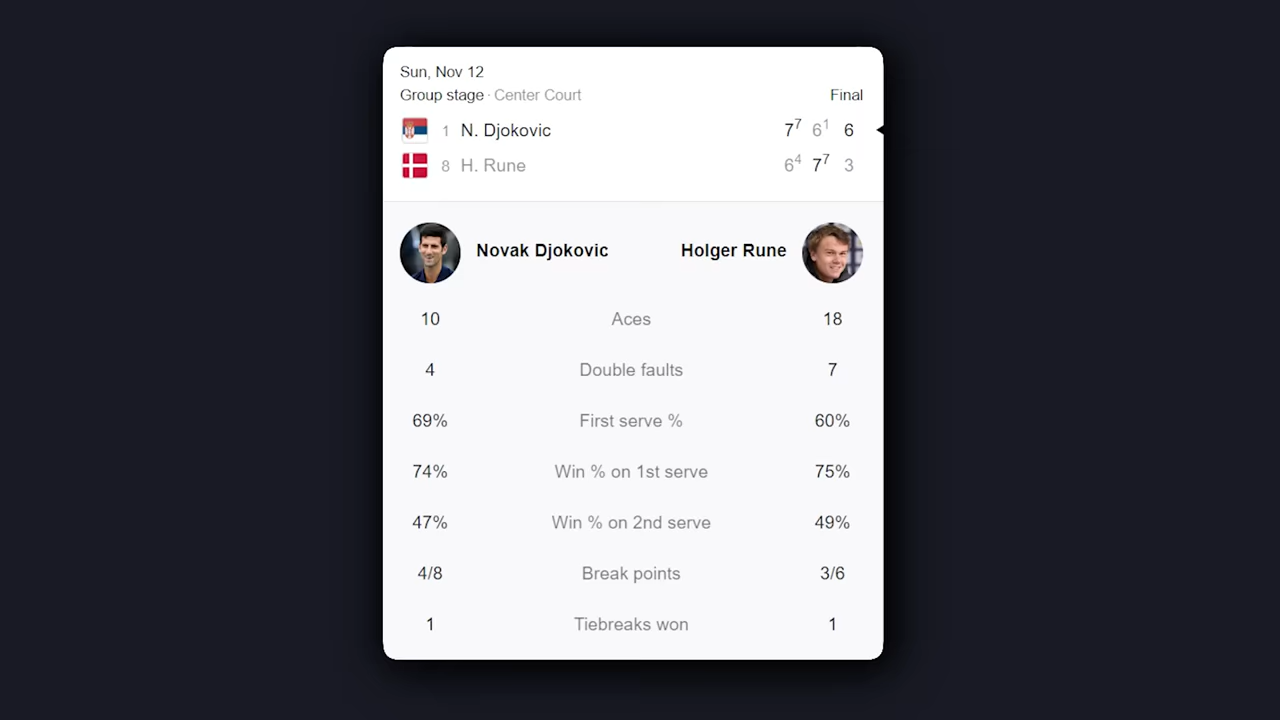 Sun, Nov 12
Group stage · Center Court Final
1 N. Djokovic 7⁷ 6¹ 6
8 H. Rune 6⁴ 7⁷ 3
Novak Djokovic Holger Rune
10 Aces 18
4 Double faults 7
69% First serve % 60%
74% Win % on 1st serve 75%
47% Win % on 2nd serve 49%
4/8 Break points 3/6
1 Tiebreaks won 1